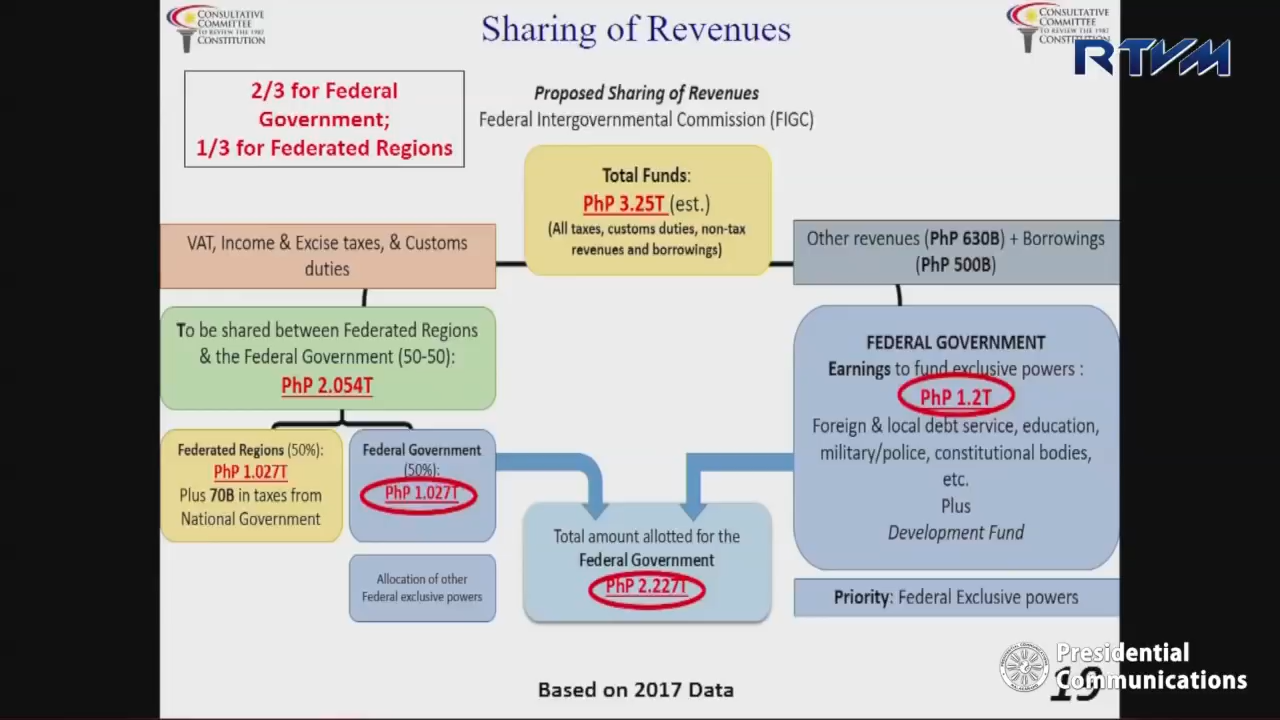 CONSULTATIVE
COMMITTEE
TO REVIEW THE 1987
CONSTITUTION
Sharing of Revenues
CONSULTATIVE
COMMITTEE
TO REVIEW THE 1987
CONSTITUTION
RTVM
2/3 for Federal
Government;
1/3 for Federated Regions
Proposed Sharing of Revenues
Federal Intergovernmental Commission (FIGC)
Total Funds:
PhP 3.25T (est.)
(All taxes, customs duties, non-tax
revenues and borrowings)
VAT, Income & Excise taxes, & Customs
duties
Other revenues (PhP 630B) + Borrowings
(PhP 500B)
To be shared between Federated Regions
& the Federal Government (50-50):
PhP 2.054T
FEDERAL GOVERNMENT
Earnings to fund exclusive powers :
PhP 1.2T
Foreign & local debt service, education,
military/police, constitutional bodies,
etc.
Plus
Development Fund
Federated Regions (50%):
PhP 1.027T
Plus 70B in taxes from
National Government
Federal Government
(50%):
PhP 1.027T
Total amount allotted for the
Federal Government
PhP 2.227T
Allocation of other
Federal exclusive powers
Priority: Federal Exclusive powers
Based on 2017 Data
19
Presidential
Communications